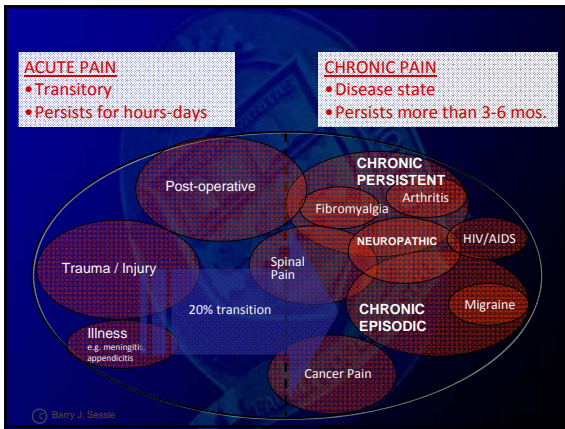 ACUTE PAIN
•Transitory
•Persists for hours-days
CHRONIC PAIN
•Disease state
•Persists more than 3-6 mos.
Post-operative
CHRONIC
PERSISTENT
Arthritis
Fibromyalgia
NEUROPATHIC
HIV/AIDS
Trauma / Injury
Spinal
Pain
20% transition
CHRONIC
EPISODIC
Migraine
Illness
e.g. meningitis,
appendicitis
Cancer Pain
© Barry J. Sessle